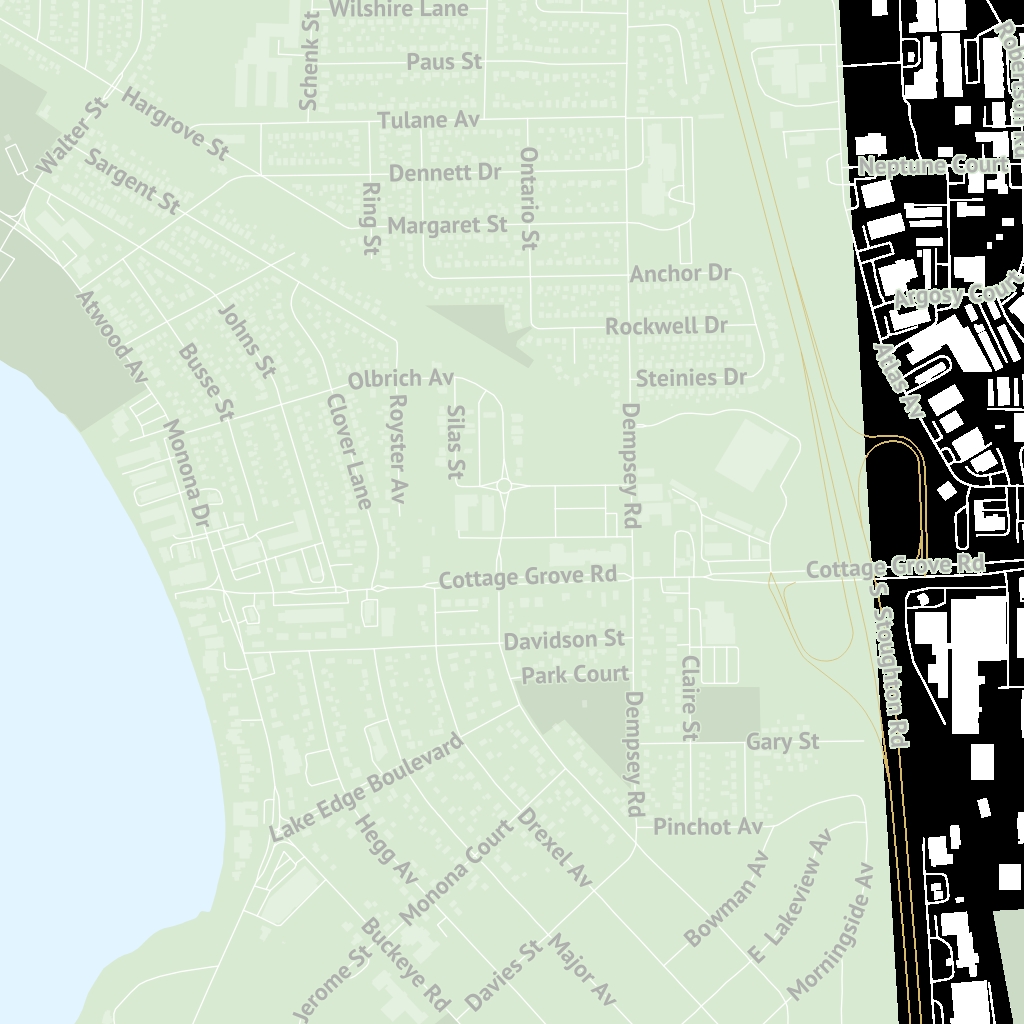 Wilshire Lane
Schenk St
Paus St
Robertson Rd
Hargrove St
Walter St
Tulane Av
Sargent St
Dennett Dr
Ontario St
Neptune Court
Ring St
Margaret St
Anchor Dr
Argosy Court
Atwood Av
Johns St
Rockwell Dr
Busse St
Atlas Av
Olbrich Av
Steinies Dr
Clover Lane
Royster Av
Silas St
Dempsey Rd
Monona Dr
Cottage Grove Rd
Cottage Grove Rd
S. Stoughton Rd
Davidson St
Park Court
Claire St
Dempsey Rd
Gary St
Lake Edge Boulevard
Pinchot Av
Hegg Av
Monona Court
Drexel Av
Bowman Av
E. Lakeview Av
Morningside Av
Buckeye Rd
Jerome St
Davies St
Major Av